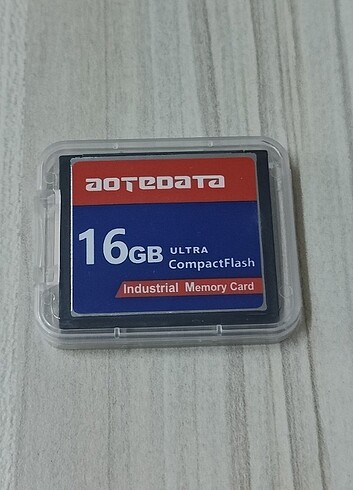 aoteDaTa
16GB ULTRA
CompactFlash
Industrial Memory Card